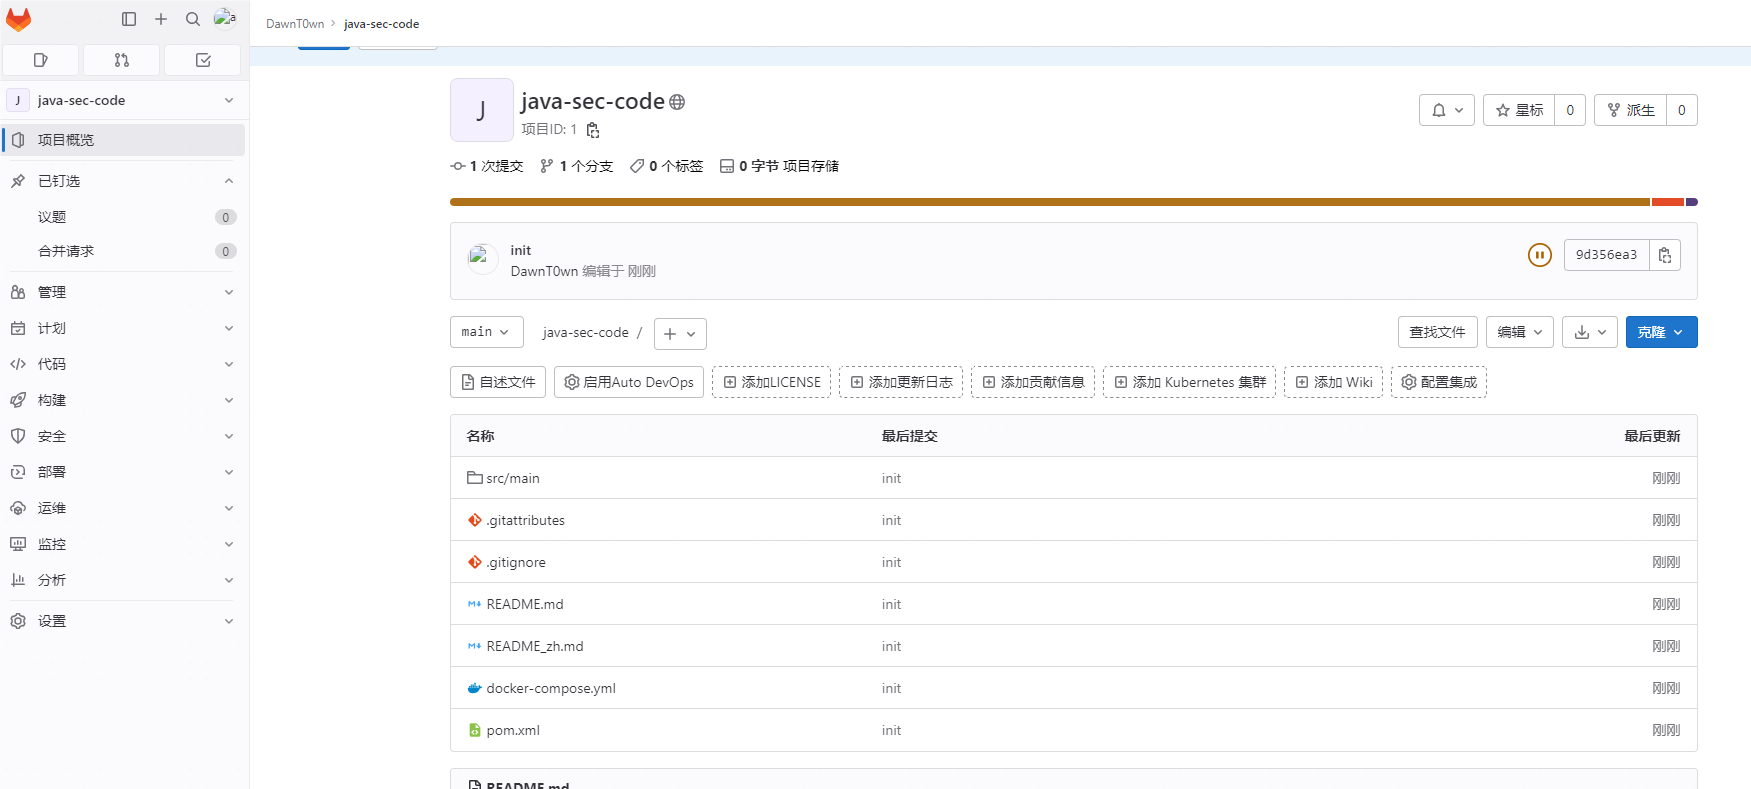 DawnT0wn › java-sec-code
J java-sec-code
项目概览
已钉选
议题 0
合并请求 0
管理
计划
代码
构建
安全
部署
运维
监控
分析
设置
J
java-sec-code
项目ID: 1
星标 0
派生 0
1 次提交 1 个分支 0 个标签 0 字节 项目存储
init
DawnT0wn 编辑于 刚刚
9d356ea3
main java-sec-code /
查找文件 编辑 克隆
自述文件 启用Auto DevOps 添加LICENSE 添加更新日志 添加贡献信息 添加 Kubernetes 集群 添加 Wiki 配置集成
名称 最后提交 最后更新
src/main init 刚刚
.gitattributes init 刚刚
.gitignore init 刚刚
README.md init 刚刚
README_zh.md init 刚刚
docker-compose.yml init 刚刚
pom.xml init 刚刚
README.md